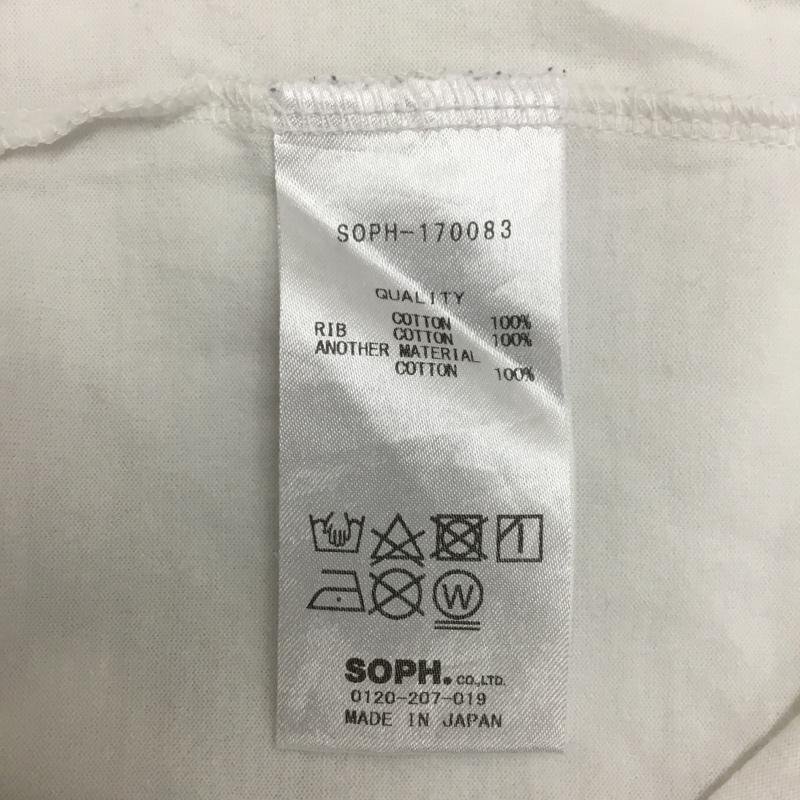 SOPH-170083
QUALITY
COTTON 100%
RIB COTTON 100%
ANOTHER MATERIAL
COTTON 100%
W
SOPH. CO.,LTD.
0120-207-019
MADE IN JAPAN